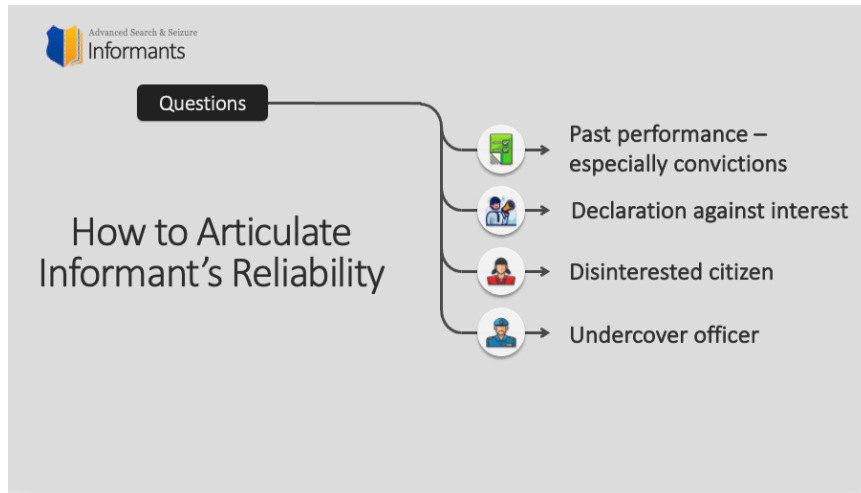 Advanced Search & Seizure
Informants
Questions
How to Articulate
Informant’s Reliability
Past performance –
especially convictions
Declaration against interest
Disinterested citizen
Undercover officer